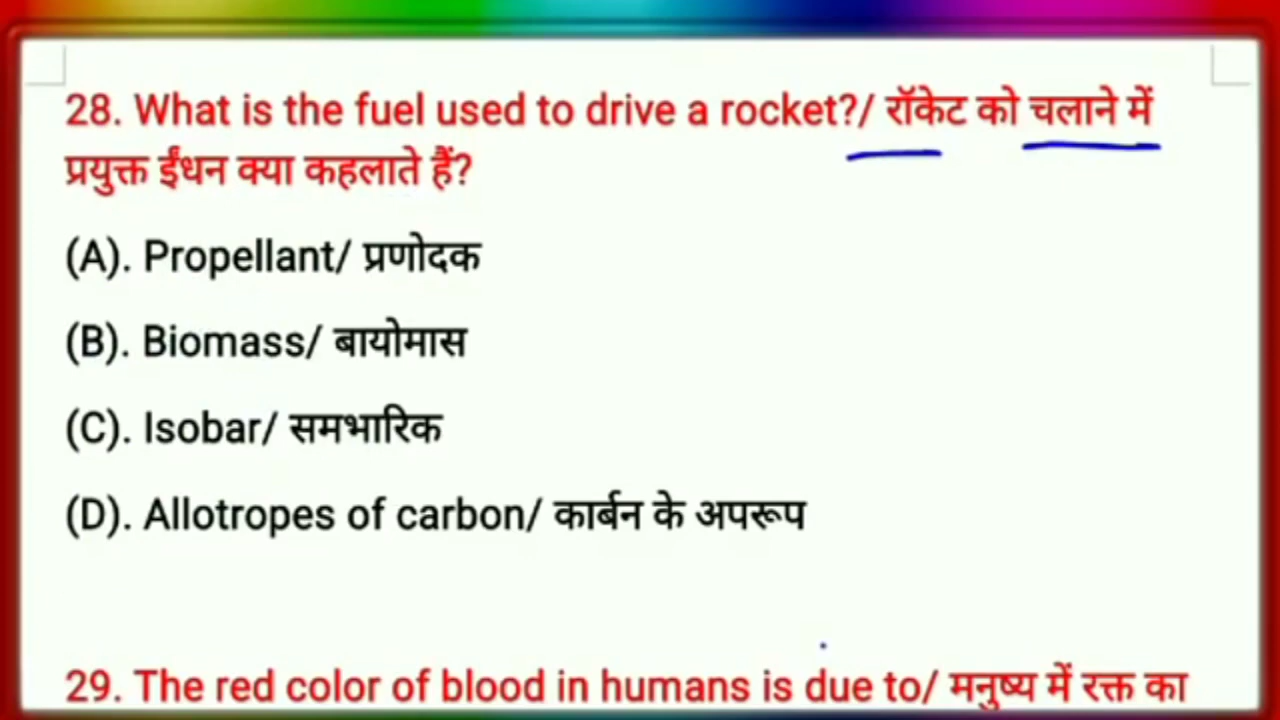 28. What is the fuel used to drive a rocket?/ रॉकेट को चलाने में
प्रयुक्त ईंधन क्या कहलाते हैं?
(A). Propellant/ प्रणोदक
(B). Biomass/ बायोमास
(C). Isobar/ समभारिक
(D). Allotropes of carbon/ कार्बन के अपरूप
29. The red color of blood in humans is due to/ मनुष्य में रक्त का